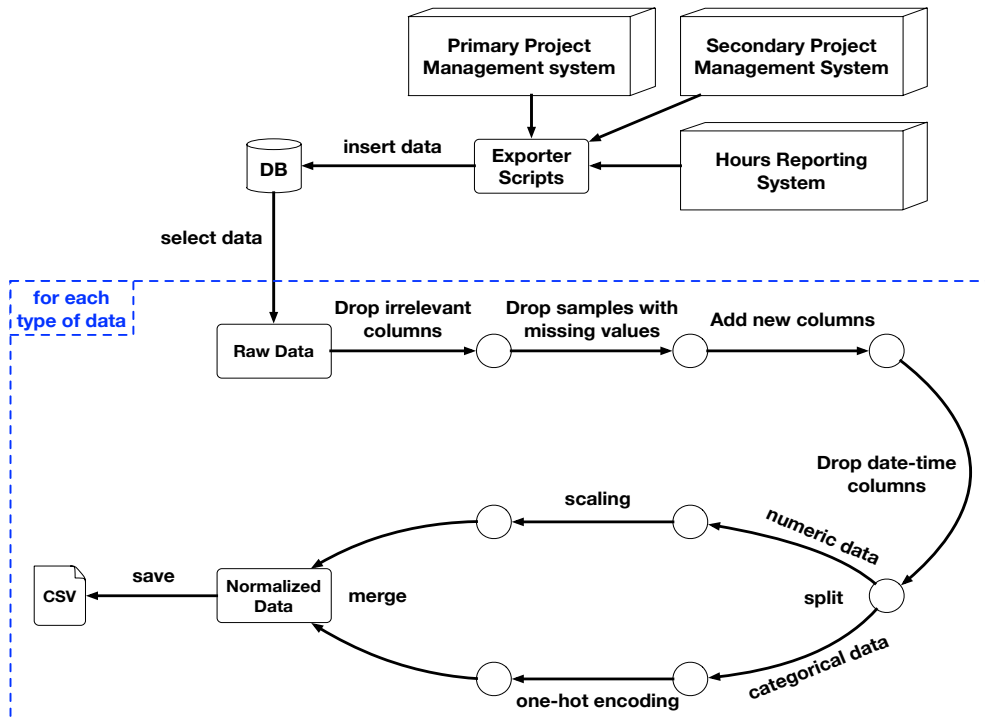 Primary Project
Management system
Secondary Project
Management System
insert data
DB
Exporter
Scripts
Hours Reporting
System
select data
for each
type of data
Raw Data
Drop irrelevant
columns
Drop samples with
missing values
Add new columns
Drop date-time
columns
scaling
numeric data
save
CSV
Normalized
Data
merge
split
one-hot encoding
categorical data